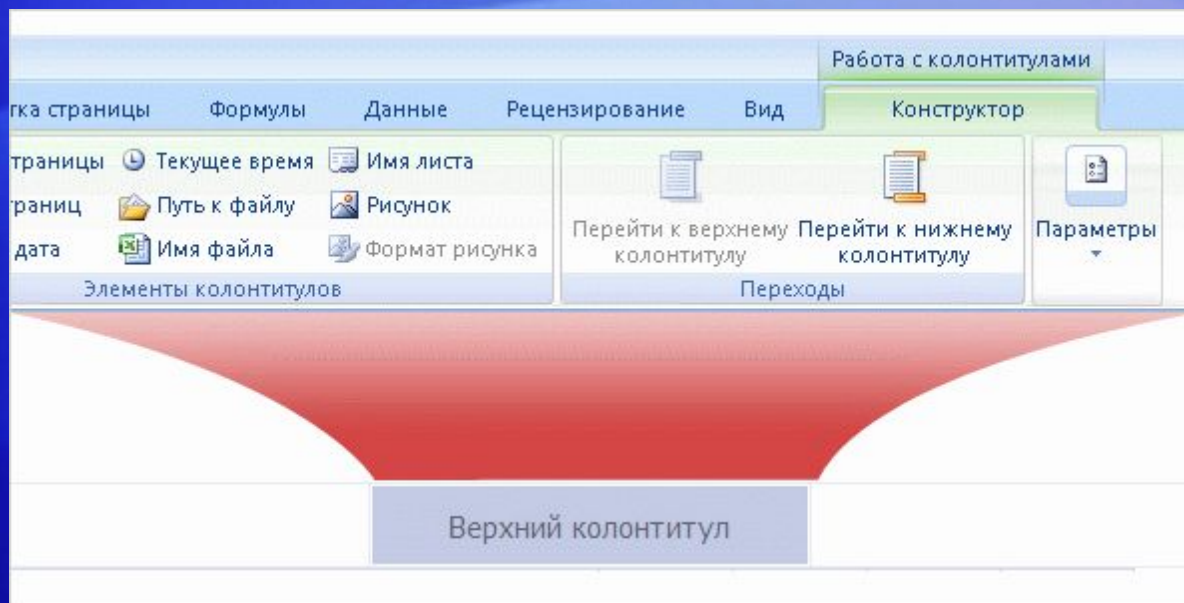 Работа с колонтитулами
тка страницы Формулы Данные Рецензирование Вид Конструктор
траницы Текущее время Имя листа
раниц Путь к файлу Рисунок
дата Имя файла Формат рисунка
Перейти к верхнему колонтитулу
Перейти к нижнему колонтитулу
Параметры
Элементы колонтитулов Переходы
Верхний колонтитул